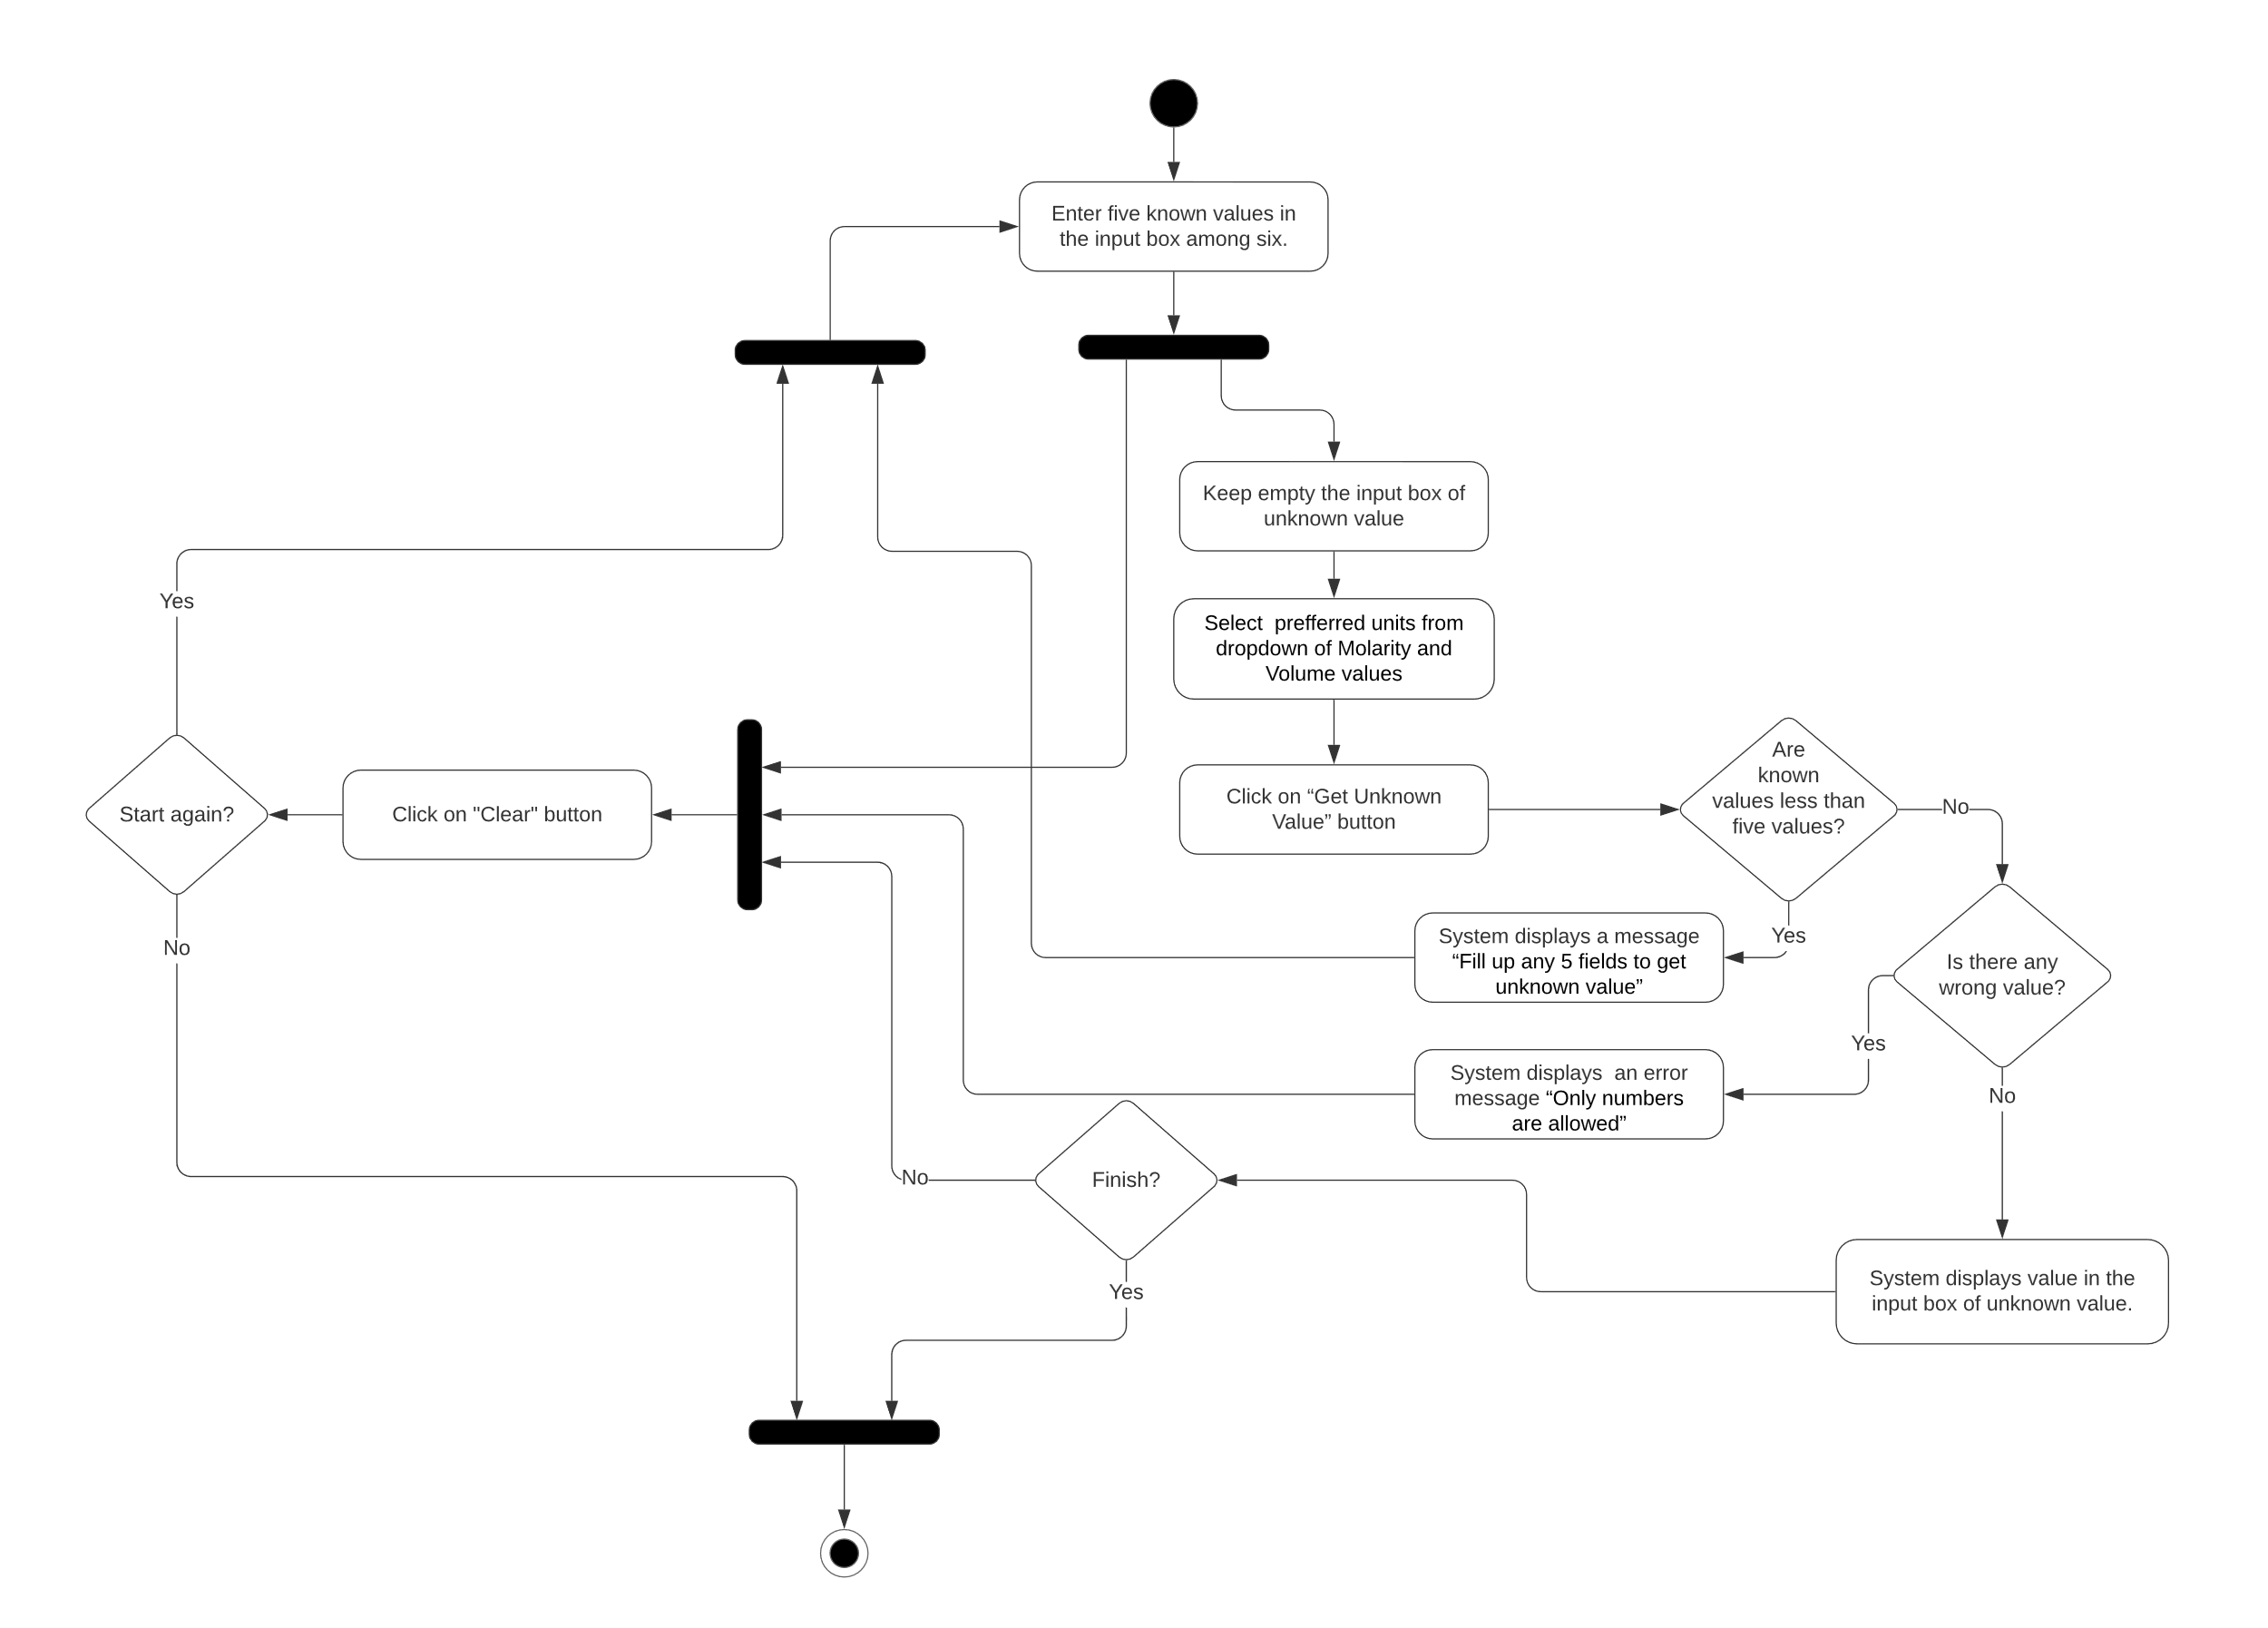 Enter five known values in
the input box among six.
Keep empty the input box of
unknown value
Yes
Select  prefferred units from
dropdown of Molarity and
Volume values
Start again?
Click on "Clear" button
Click on “Get Unknown
Value” button
Are
known
values less than
five values?
No
No
System displays a message
“Fill up any 5 fields to get
unknown value”
Yes
Is there any
wrong value?
Yes
System displays  an error
message “Only numbers
are allowed”
No
Finish?
No
Yes
System displays value in the
input box of unknown value.